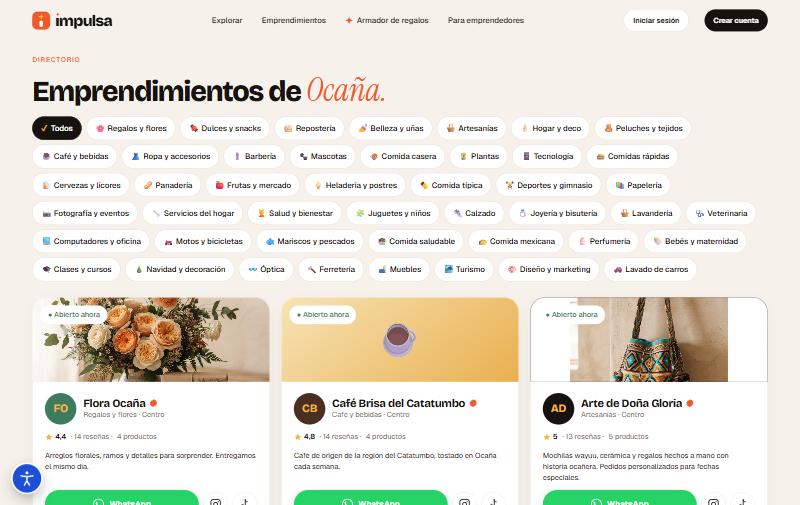 impulsa
Explorar
Emprendimientos
Armador de regalos
Para emprendedores
Iniciar sesión
Crear cuenta
DIRECTORIO
Emprendimientos de Ocaña.
Todos
Regalos y flores
Dulces y snacks
Repostería
Belleza y uñas
Artesanías
Hogar y deco
Peluches y tejidos
Café y bebidas
Ropa y accesorios
Barbería
Mascotas
Comida casera
Plantas
Tecnología
Comidas rápidas
Cervezas y licores
Panadería
Frutas y mercado
Heladería y postres
Comida típica
Deportes y gimnasio
Papelería
Fotografía y eventos
Servicios del hogar
Salud y bienestar
Juguetes y niños
Calzado
Joyería y bisutería
Lavandería
Veterinaria
Computadores y oficina
Motos y bicicletas
Mariscos y pescados
Comida saludable
Comida mexicana
Perfumería
Bebés y maternidad
Clases y cursos
Navidad y decoración
Óptica
Ferretería
Muebles
Turismo
Diseño y marketing
Lavado de carros
Abierto ahora
FO
Flora Ocaña
Regalos y flores · Centro
4,4 · 14 reseñas · 4 productos
Arreglos florales, ramos y detalles para sorprender. Entregamos
el mismo día.
WhatsApp
Abierto ahora
CB
Café Brisa del Catatumbo
Café y bebidas · Centro
4,8 · 14 reseñas · 4 productos
Café de origen de la región del Catatumbo, tostado en Ocaña
cada semana.
WhatsApp
Abierto ahora
AD
Arte de Doña Gloria
Artesanías · Centro
5 · 13 reseñas · 5 productos
Mochilas wayuu, cerámica y regalos hechos a mano con
historia ocañera. Pedidos personalizados para fechas
especiales.
WhatsApp